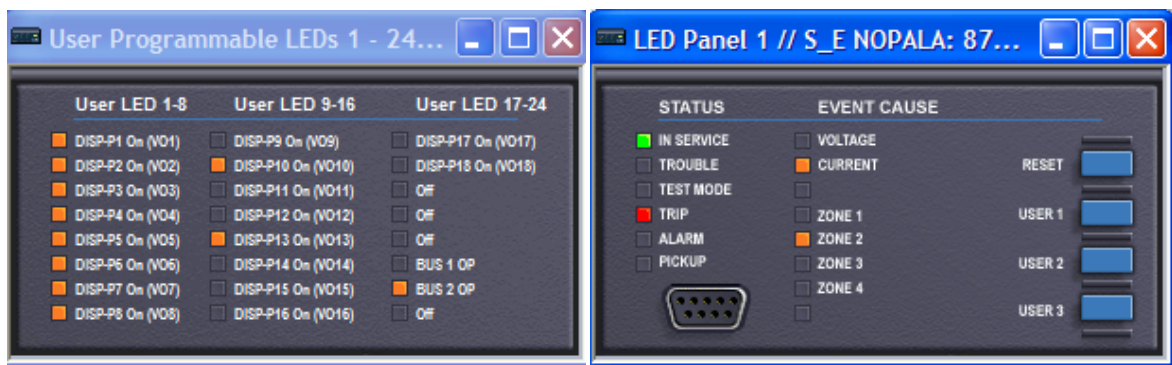 User Programmable LEDs 1 - 24...
User LED 1-8
DISP-P1 On (VO1)
DISP-P2 On (VO2)
DISP-P3 On (VO3)
DISP-P4 On (VO4)
DISP-P5 On (VO5)
DISP-P6 On (VO6)
DISP-P7 On (VO7)
DISP-P8 On (VO8)
User LED 9-16
DISP-P9 On (VO9)
DISP-P10 On (VO10)
DISP-P11 On (VO11)
DISP-P12 On (VO12)
DISP-P13 On (VO13)
DISP-P14 On (VO14)
DISP-P15 On (VO15)
DISP-P16 On (VO16)
User LED 17-24
DISP-P17 On (VO17)
DISP-P18 On (VO18)
Off
Off
Off
BUS 1 OP
BUS 2 OP
Off
LED Panel 1 // S_E NOPALA: 87...
STATUS
IN SERVICE
TROUBLE
TEST MODE
TRIP
ALARM
PICKUP
EVENT CAUSE
VOLTAGE
CURRENT
ZONE 1
ZONE 2
ZONE 3
ZONE 4
RESET
USER 1
USER 2
USER 3